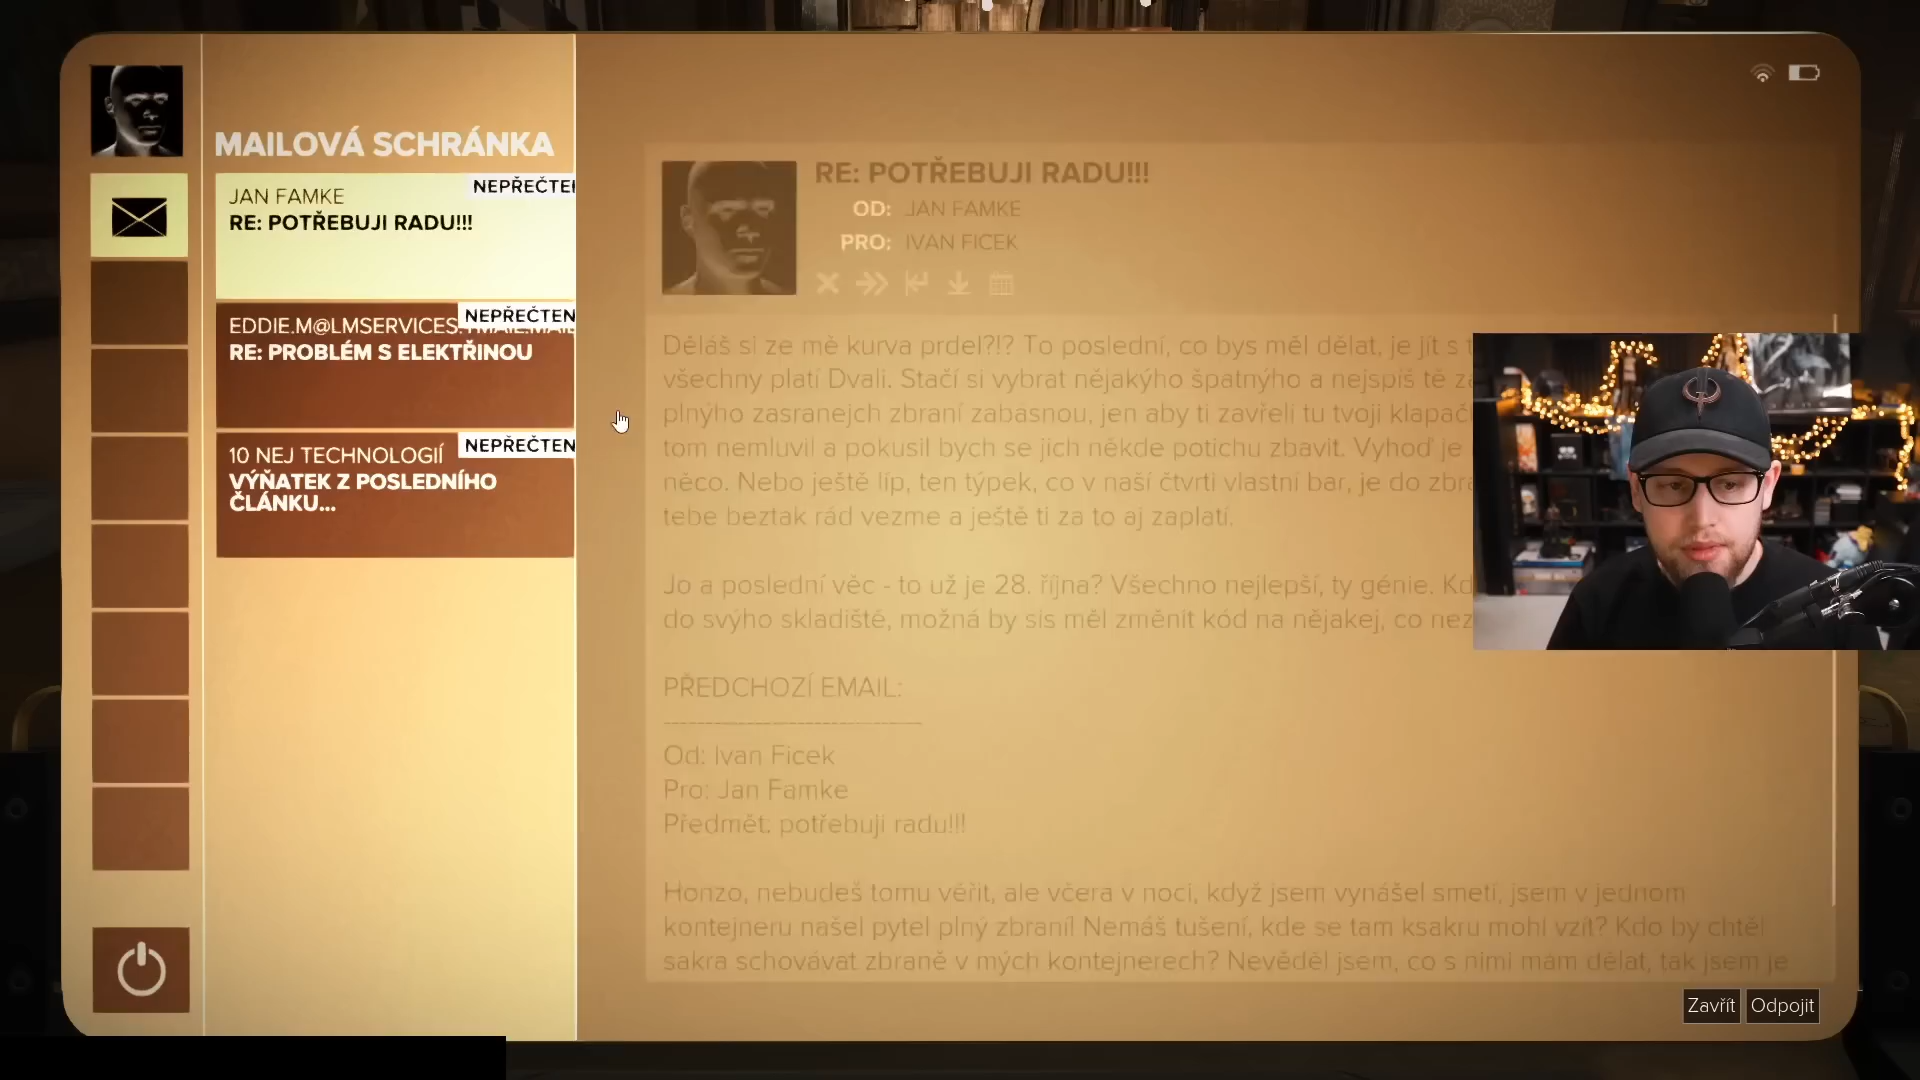 MAILOVÁ SCHRÁNKA
JAN FAMKE
NEPŘEČTEN
RE: POTŘEBUJI RADU!!!
EDDIE.M@LMSERVICES.
NEPŘEČTEN
RE: PROBLÉM S ELEKTŘINOU
10 NEJ TECHNOLOGIÍ
NEPŘEČTEN
VÝŇATEK Z POSLEDNÍHO
ČLÁNKU...
RE: POTŘEBUJI RADU!!!
OD: JAN FAMKE
PRO: IVAN FICEK
Děláš si ze mě kurva prdel?!? To poslední, co bys měl dělat, je jít s
všechny platí Dvali. Stačí si vybrat nějakýho špatnýho a nejspíš tě
plnýho zasranejch zbraní zabásnou, jen aby ti zavřeli tu tvoji
tom nemluvil a pokusil bych se jich někde potichu zbavit. Vyhoď je
něco. Nebo ještě líp, ten týpek, co v naší čtvrti vlastní bar, je do
tebe beztak rád vezme a ještě ti za to aj zaplatí.
Jo a poslední věc - to už je 28. října? Všechno nejlepší, ty génie.
do svýho skladiště, možná by sis měl změnit kód na nějakej, co
PŘEDCHOZÍ EMAIL:
------------------------------
Od: Ivan Ficek
Pro: Jan Famke
Předmět: potřebuji radu!!!
Honzo, nebudeš tomu věřit, ale včera v noci, když jsem vynášel smetí, jsem v jednom
kontejneru našel pytel plný zbraní! Nemáš tušení, kde se tam ksakru mohl vzít? Kdo by chtěl
sakra schovávat zbraně v mých kontejnerech? Nevěděl jsem, co s nimi mám dělat, tak jsem je
Zavřít Odpojit